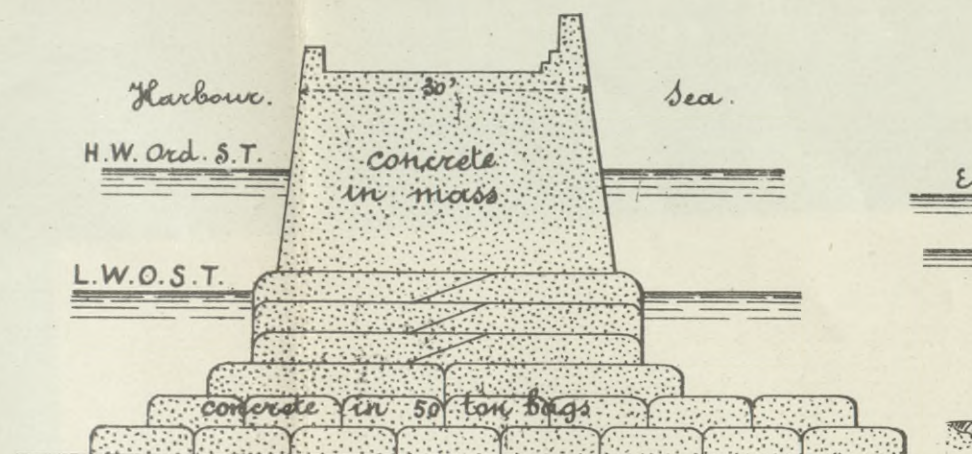 Harbour.
30'
Sea.
H.W. Ord. S.T.
concrete
in mass
L.W.O.S.T.
concrete in 50 ton bags
E